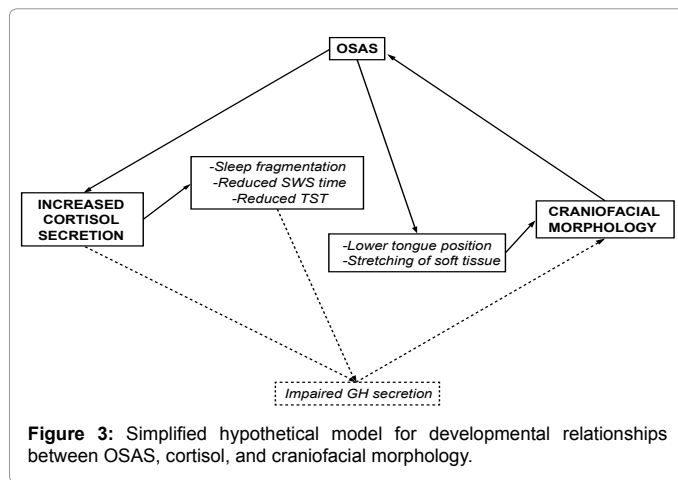 OSAS
-Sleep fragmentation
-Reduced SWS time
-Reduced TST
INCREASED
CORTISOL
SECRETION
CRANIOFACIAL
MORPHOLOGY
-Lower tongue position
-Stretching of soft tissue
Impaired GH secretion
Figure 3: Simplified hypothetical model for developmental relationships
between OSAS, cortisol, and craniofacial morphology.